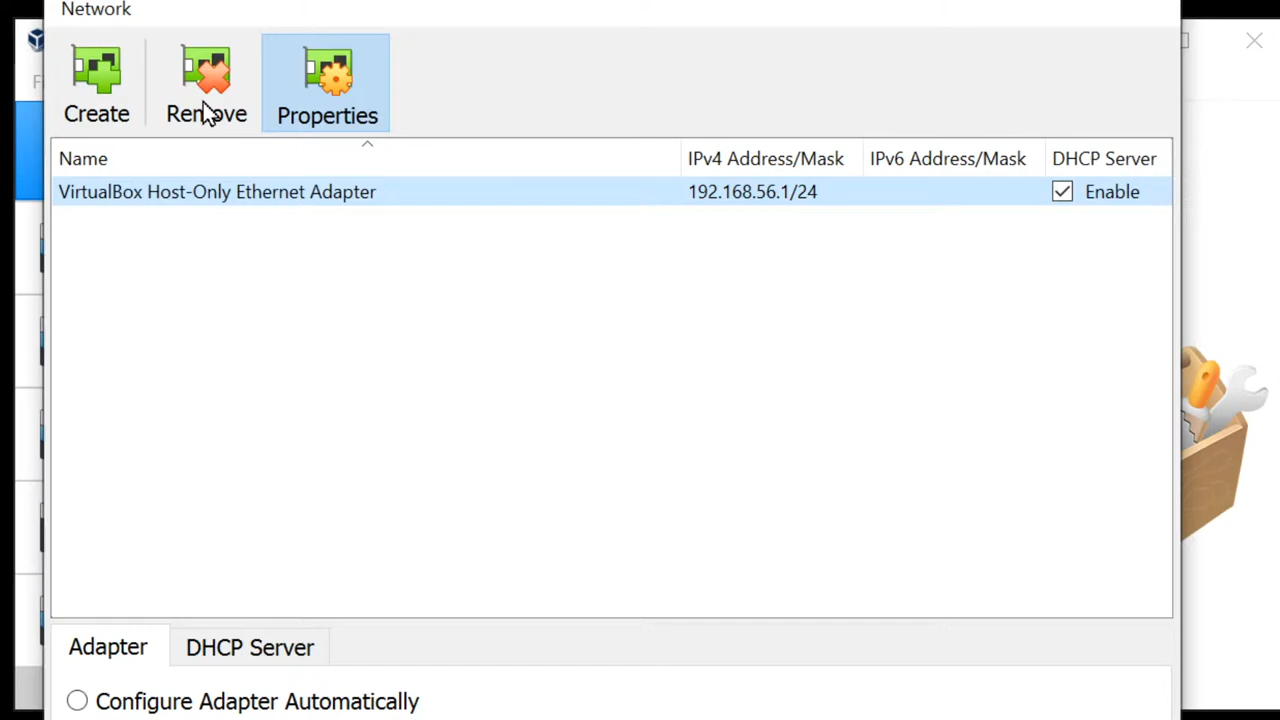 Network
Create
Remove
Properties
Name
IPv4 Address/Mask
IPv6 Address/Mask
DHCP Server
VirtualBox Host-Only Ethernet Adapter
192.168.56.1/24
Enable
Adapter
DHCP Server
Configure Adapter Automatically